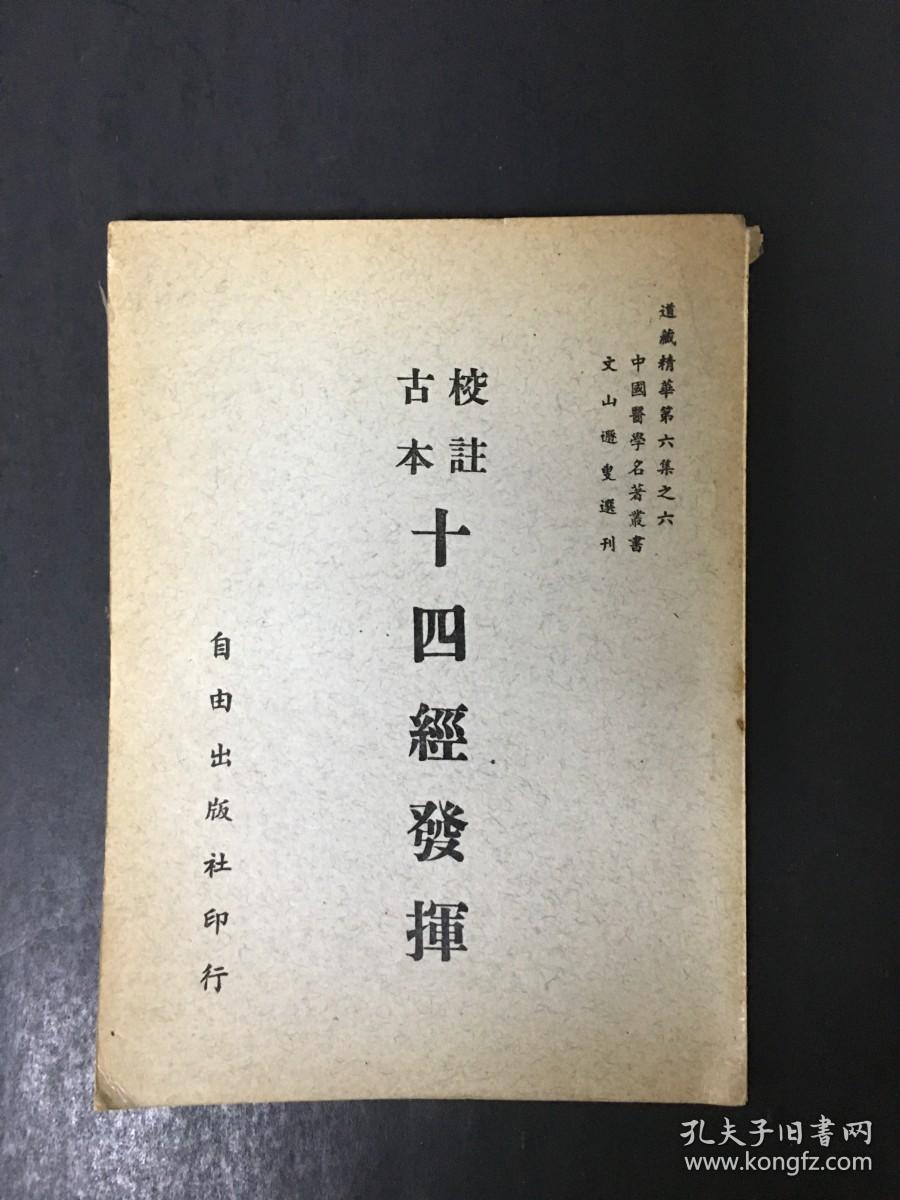 道藏精華第六集之六
中國醫學名著叢書
文山遯叟選刊
校註
古本
十四經發揮
自由出版社印行
孔夫子旧书网
www.kongfz.com